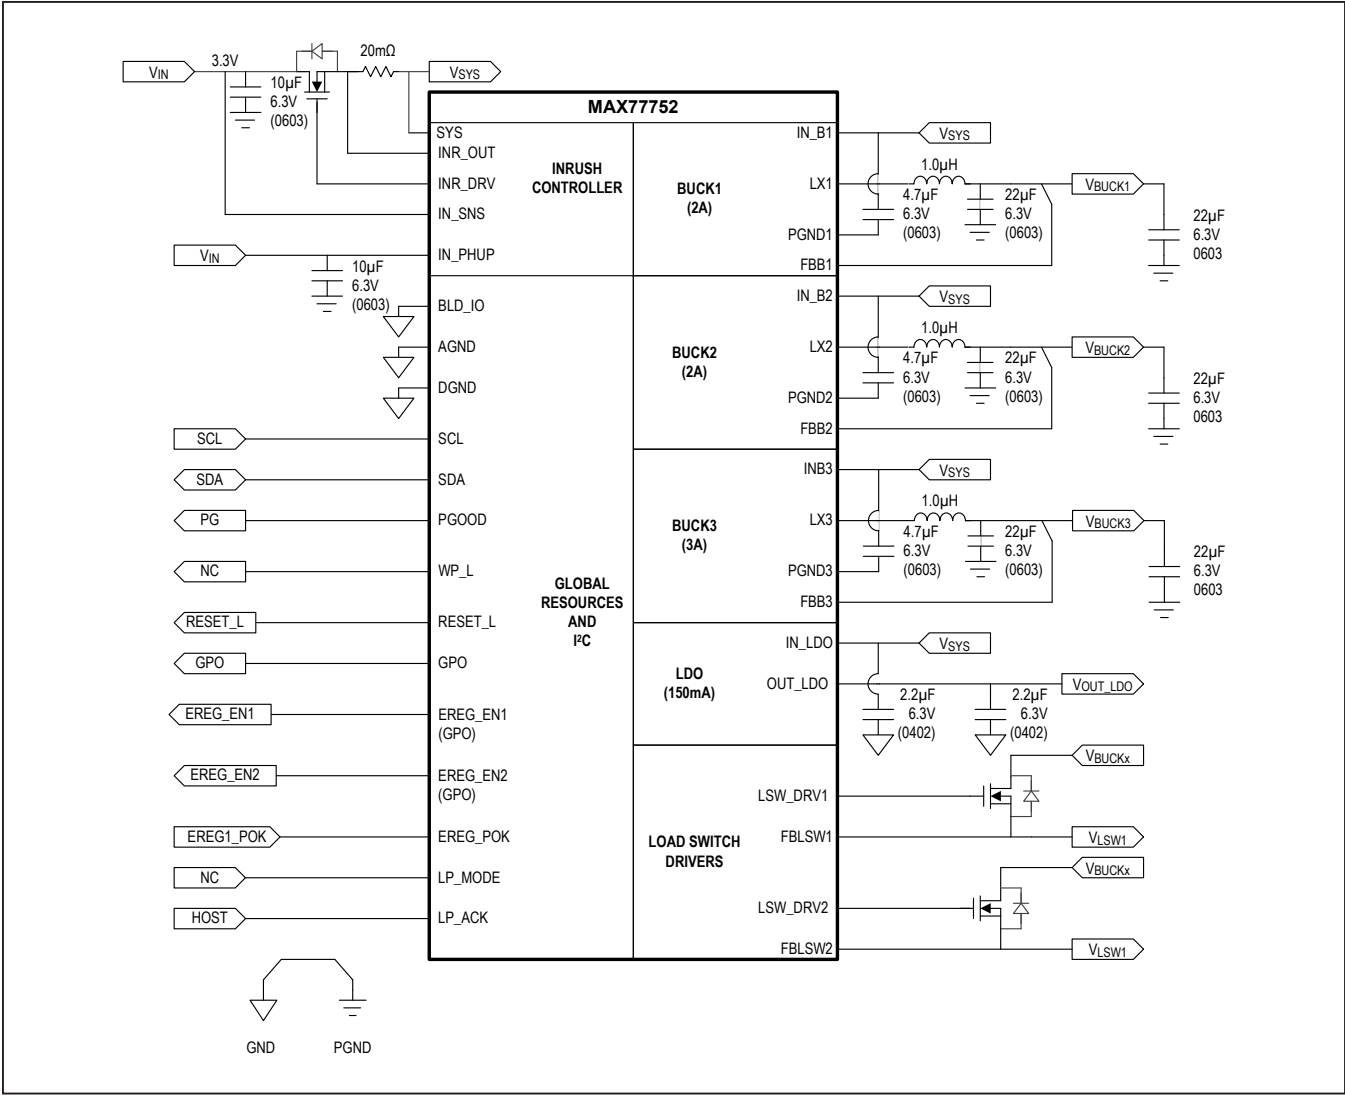 3.3V
20mΩ
VIN
VSYS
10µF
6.3V
(0603)
MAX77752
SYS
INR_OUT
INR_DRV
IN_SNS
INRUSH
CONTROLLER
VIN
IN_PHUP
10µF
6.3V
(0603)
BLD_IO
AGND
DGND
SCL
SCL
SDA
SDA
PG
PGOOD
NC
WP_L
RESET_L
RESET_L
GPO
GPO
EREG_EN1
EREG_EN1
(GPO)
EREG_EN2
EREG_EN2
(GPO)
EREG1_POK
EREG_POK
NC
LP_MODE
HOST
LP_ACK
GLOBAL
RESOURCES
AND
I²C
BUCK1
(2A)
IN_B1
LX1
PGND1
FBB1
VSYS
1.0µH
4.7µF
6.3V
(0603)
22µF
6.3V
(0603)
VBUCK1
22µF
6.3V
0603
BUCK2
(2A)
IN_B2
LX2
PGND2
FBB2
VSYS
1.0µH
4.7µF
6.3V
(0603)
22µF
6.3V
(0603)
VBUCK2
22µF
6.3V
0603
BUCK3
(3A)
INB3
LX3
PGND3
FBB3
VSYS
1.0µH
4.7µF
6.3V
(0603)
22µF
6.3V
(0603)
VBUCK3
22µF
6.3V
0603
LDO
(150mA)
IN_LDO
OUT_LDO
VSYS
VOUT_LDO
2.2µF
6.3V
(0402)
2.2µF
6.3V
(0402)
LOAD SWITCH
DRIVERS
LSW_DRV1
FBLSW1
VBUCKx
VLSW1
LSW_DRV2
FBLSW2
VBUCKx
VLSW1
GND
PGND